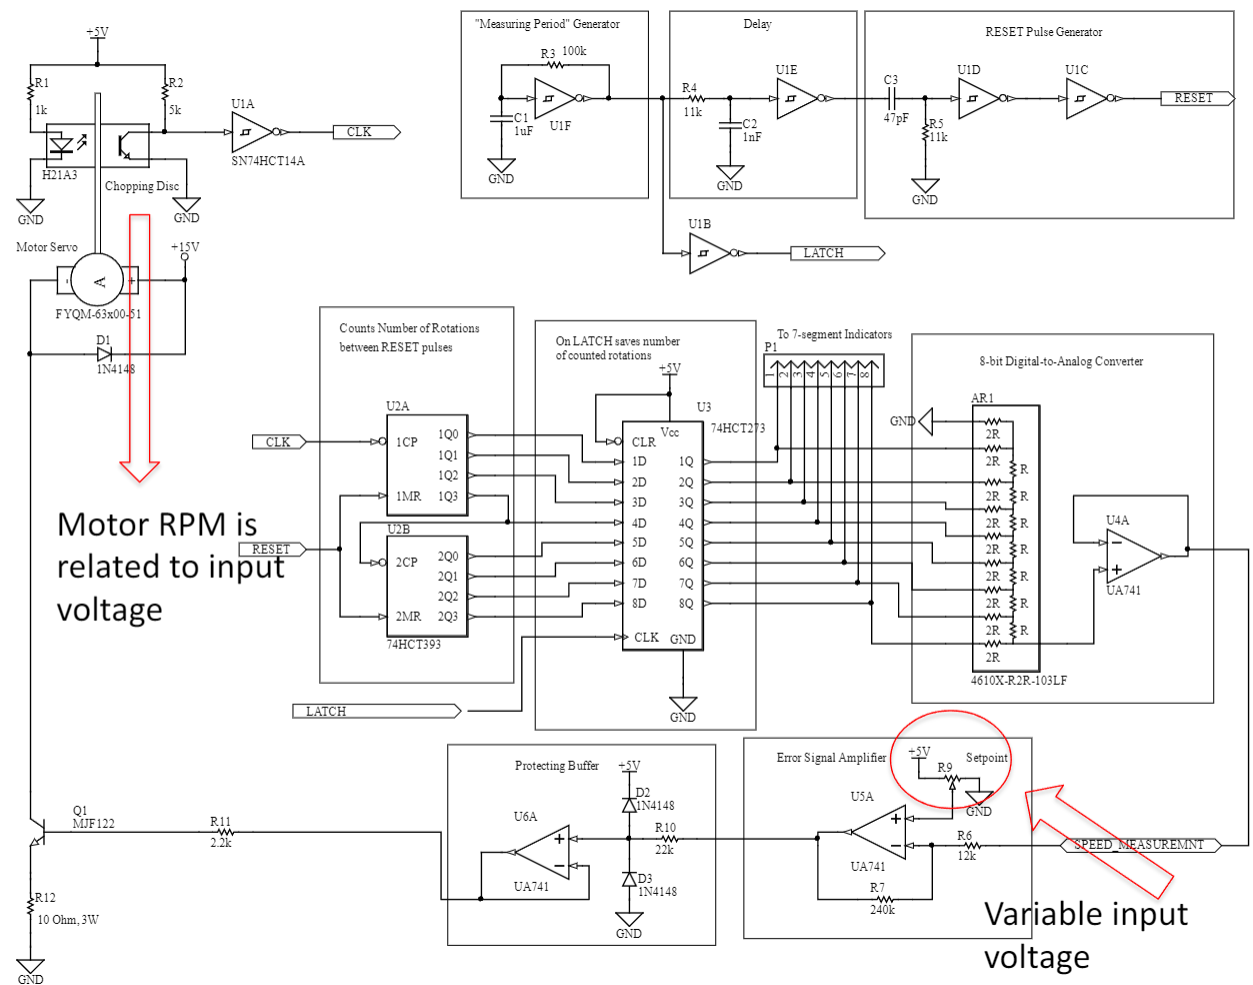 +5V
R1
1k
R2
5k
U1A
SN74HCT14A
CLK
H21A3
Chopping Disc
GND
GND
"Measuring Period" Generator
R3 100k
C1
1uF
U1F
GND
Delay
R4
11k
U1E
C2
1nF
GND
RESET Pulse Generator
C3
47pF
U1D
U1C
R5
11k
GND
RESET
U1B
LATCH
Motor Servo
+15V
-
A
+
FYQM-63x00-51
D1
1N4148
Motor RPM is
related to input
voltage
Counts Number of Rotations
between RESET pulses
CLK
RESET
U2A
1CP
1MR
1Q0
1Q1
1Q2
1Q3
U2B
2CP
2MR
2Q0
2Q1
2Q2
2Q3
74HCT393
LATCH
On LATCH saves number
of counted rotations
+5V
U3
74HCT273
Vcc
CLR
1D
2D
3D
4D
5D
6D
7D
8D
CLK
1Q
2Q
3Q
4Q
5Q
6Q
7Q
8Q
GND
GND
To 7-segment Indicators
P1
1 2 3 4 5 6 7 8
8-bit Digital-to-Analog Converter
AR1
GND
2R
2R
2R
2R
2R
2R
2R
2R
2R
R
R
R
R
R
R
R
4610X-R2R-103LF
U4A
-
+
UA741
Protecting Buffer
+5V
D2
1N4148
U6A
+
-
UA741
R10
22k
D3
1N4148
GND
Error Signal Amplifier
+5V
Setpoint
R9
GND
U5A
+
-
UA741
R6
12k
R7
240k
SPEED_MEASUREMNT
Variable input
voltage
Q1
MJF122
R11
2.2k
R12
10 Ohm, 3W
GND